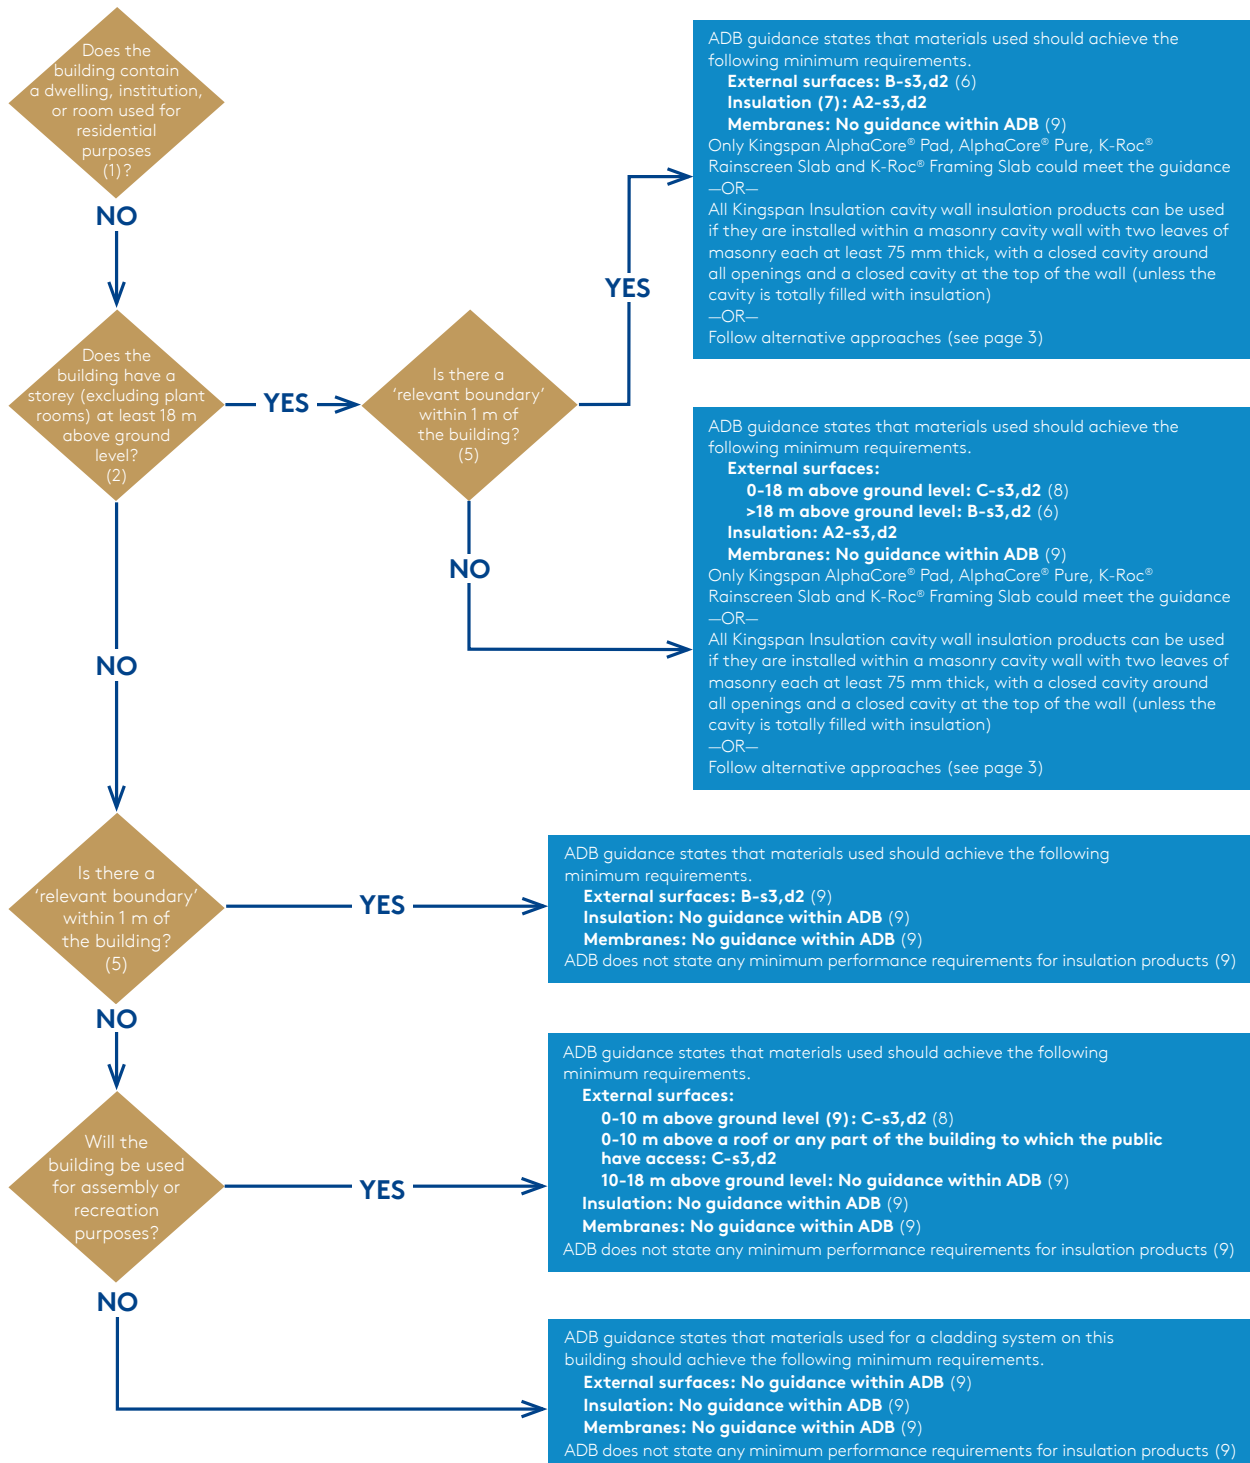 Does the
building contain
a dwelling, institution,
or room used for
residential
purposes
(1)?
NO
Does the
building have a
storey (excluding plant
rooms) at least 18 m
above ground
level?
(2)
YES
Is there a
‘relevant boundary’
within 1 m of
the building?
(5)
YES
ADB guidance states that materials used should achieve the
following minimum requirements.
External surfaces: B-s3,d2 (6)
Insulation (7): A2-s3,d2
Membranes: No guidance within ADB (9)
Only Kingspan AlphaCore® Pad, AlphaCore® Pure, K-Roc®
Rainscreen Slab and K-Roc® Framing Slab could meet the guidance
—OR—
All Kingspan Insulation cavity wall insulation products can be used
if they are installed within a masonry cavity wall with two leaves of
masonry each at least 75 mm thick, with a closed cavity around
all openings and a closed cavity at the top of the wall (unless the
cavity is totally filled with insulation)
—OR—
Follow alternative approaches (see page 3)
NO
ADB guidance states that materials used should achieve the
following minimum requirements.
External surfaces:
0-18 m above ground level: C-s3,d2 (8)
>18 m above ground level: B-s3,d2 (6)
Insulation: A2-s3,d2
Membranes: No guidance within ADB (9)
Only Kingspan AlphaCore® Pad, AlphaCore® Pure, K-Roc®
Rainscreen Slab and K-Roc® Framing Slab could meet the guidance
—OR—
All Kingspan Insulation cavity wall insulation products can be used
if they are installed within a masonry cavity wall with two leaves of
masonry each at least 75 mm thick, with a closed cavity around
all openings and a closed cavity at the top of the wall (unless the
cavity is totally filled with insulation)
—OR—
Follow alternative approaches (see page 3)
NO
Is there a
‘relevant boundary’
within 1 m of
the building?
(5)
YES
ADB guidance states that materials used should achieve the following
minimum requirements.
External surfaces: B-s3,d2 (9)
Insulation: No guidance within ADB (9)
Membranes: No guidance within ADB (9)
ADB does not state any minimum performance requirements for insulation products (9)
NO
Will the
building be used
for assembly or
recreation
purposes?
YES
ADB guidance states that materials used should achieve the following
minimum requirements.
External surfaces:
0-10 m above ground level (9): C-s3,d2 (8)
0-10 m above a roof or any part of the building to which the public
have access: C-s3,d2
10-18 m above ground level: No guidance within ADB (9)
Insulation: No guidance within ADB (9)
Membranes: No guidance within ADB (9)
ADB does not state any minimum performance requirements for insulation products (9)
NO
ADB guidance states that materials used for a cladding system on this
building should achieve the following minimum requirements.
External surfaces: No guidance within ADB (9)
Insulation: No guidance within ADB (9)
Membranes: No guidance within ADB (9)
ADB does not state any minimum performance requirements for insulation products (9)